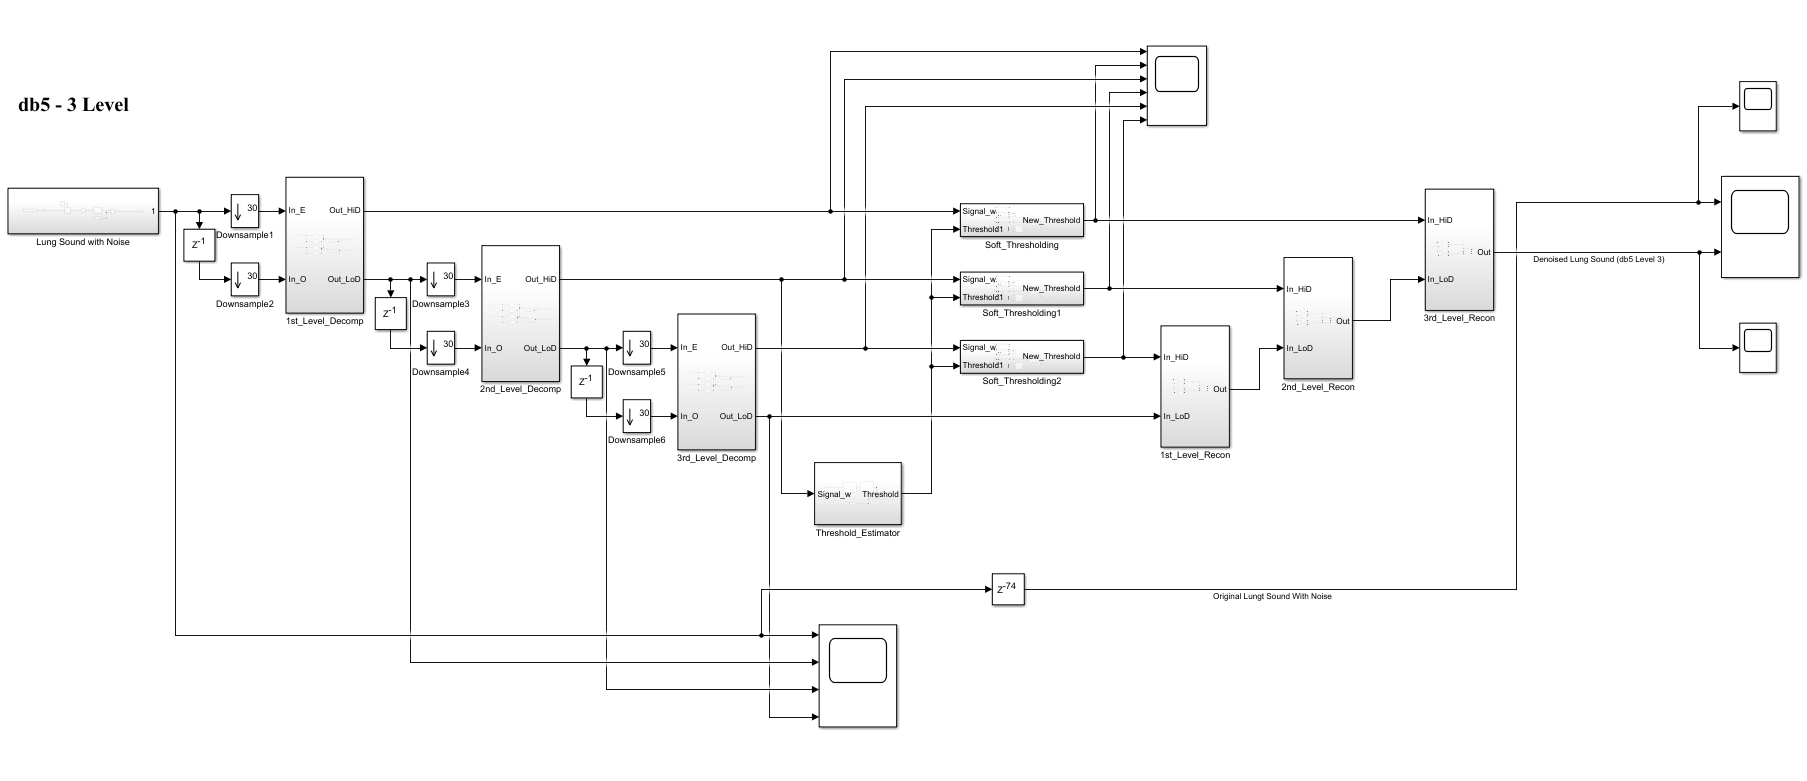 db5 - 3 Level
1
Lung Sound with Noise
z-1
30
Downsample1
30
Downsample2
In_E
Out_HiD
In_O
Out_LoD
1st_Level_Decomp
z-1
30
Downsample3
30
Downsample4
In_E
Out_HiD
In_O
Out_LoD
2nd_Level_Decomp
z-1
30
Downsample5
30
Downsample6
In_E
Out_HiD
In_O
Out_LoD
3rd_Level_Decomp
Signal_w
Threshold
Threshold_Estimator
Signal_w
Threshold1
New_Threshold
Soft_Thresholding
Signal_w
Threshold1
New_Threshold
Soft_Thresholding1
Signal_w
Threshold1
New_Threshold
Soft_Thresholding2
In_HiD
In_LoD
Out
1st_Level_Recon
In_HiD
In_LoD
Out
2nd_Level_Recon
In_HiD
In_LoD
Out
3rd_Level_Recon
Denoised Lung Sound (db5 Level 3)
z-74
Original Lungt Sound With Noise